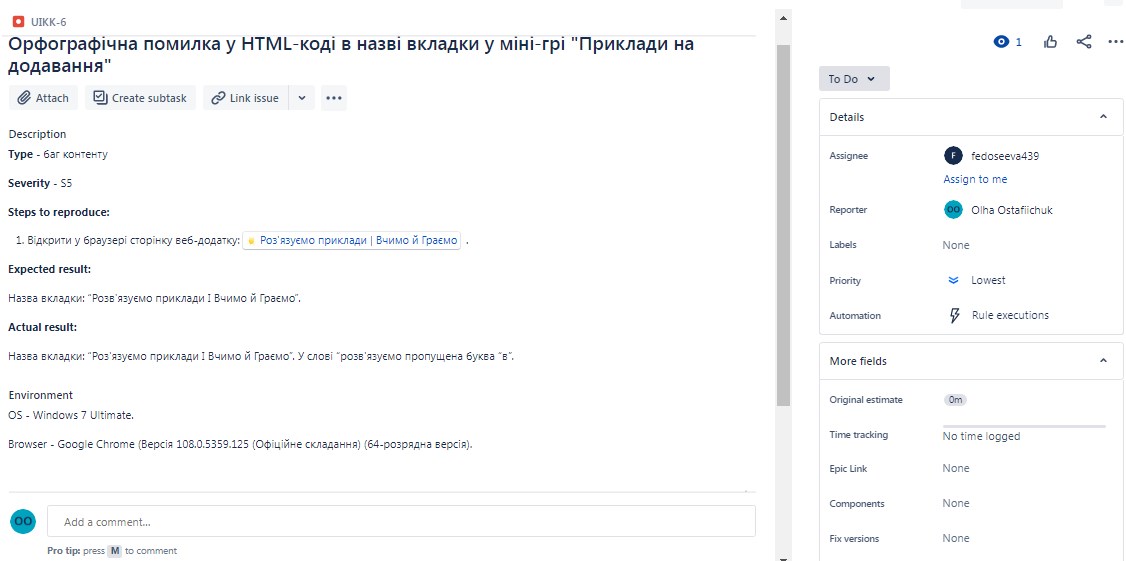 UIKK-6
Орфографічна помилка у HTML-коді в назві вкладки у міні-грі "Приклади на
додавання"
Attach
Create subtask
Link issue
Description
Type - баг контенту
Severity - S5
Steps to reproduce:
1. Відкрити у браузері сторінку веб-додатку: Роз'язуємо приклади | Вчимо й Граємо .
Expected result:
Назва вкладки: “Розв'язуємо приклади І Вчимо й Граємо”.
Actual result:
Назва вкладки: “Роз'язуємо приклади І Вчимо й Граємо”. У слові “розв'язуємо пропущена буква “в”.
Environment
OS - Windows 7 Ultimate.
Browser - Google Chrome (Версія 108.0.5359.125 (Офіційне складання) (64-розрядна версія).
OO
Add a comment...
Pro tip: press M to comment
1
To Do
Details
Assignee
F fedoseeva439
Assign to me
Reporter
OO Olha Ostafiichuk
Labels
None
Priority
Lowest
Automation
Rule executions
More fields
Original estimate
0m
Time tracking
No time logged
Epic Link
None
Components
None
Fix versions
None